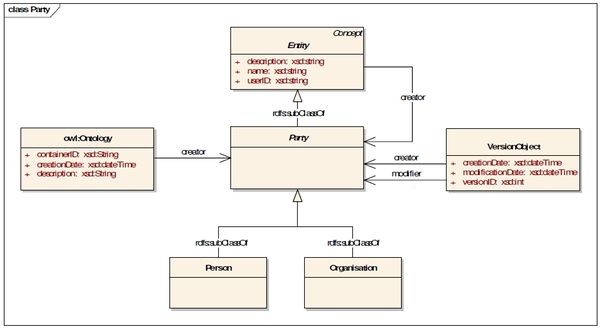 class Party
Concept
Entity
+ description: xsd:string
+ name: xsd:string
+ userID: xsd:string
creator
rdfs:subClassOf
owl:Ontology
+ containerID: xsd:String
+ creationDate: xsd:dateTime
+ description: xsd:String
creator
Party
creator
modifier
VersionObject
+ creationDate: xsd:dateTime
+ modificationDate: xsd:dateTime
+ versionID: xsd:int
rdfs:subClassOf
rdfs:subClassOf
Person
Organisation